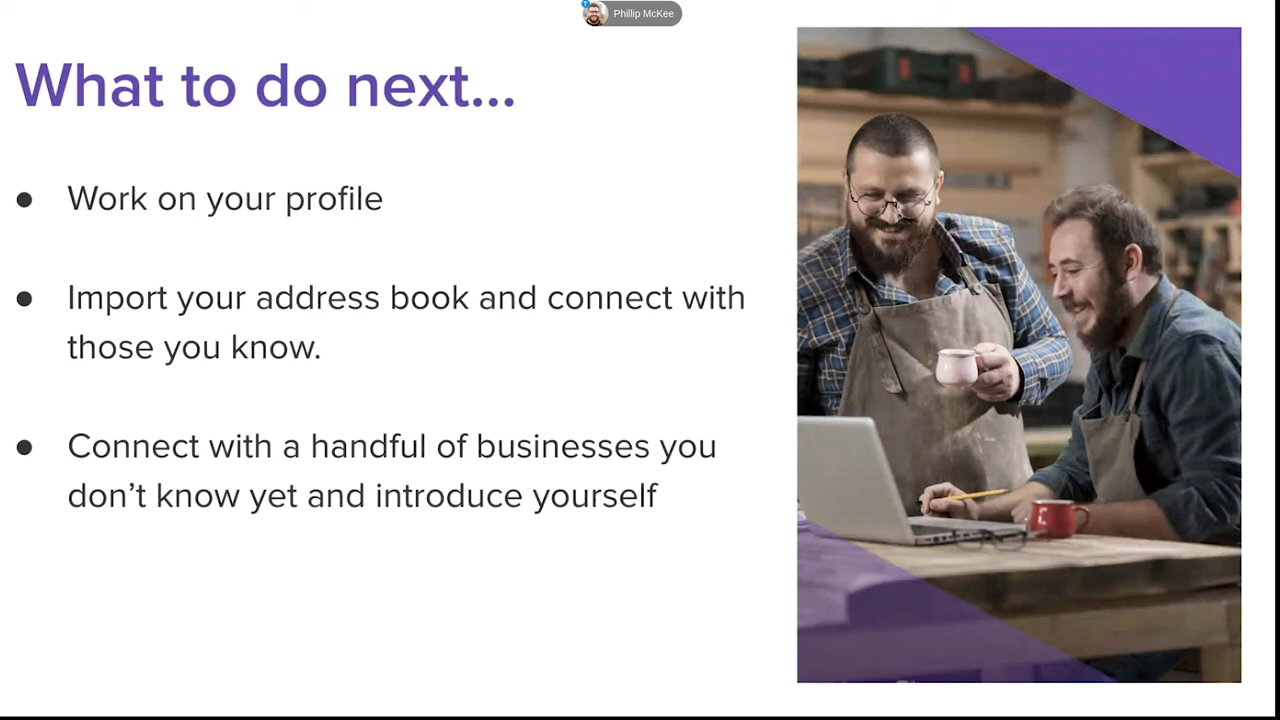 Phillip McKee
What to do next...
● Work on your profile
● Import your address book and connect with
those you know.
● Connect with a handful of businesses you
don’t know yet and introduce yourself